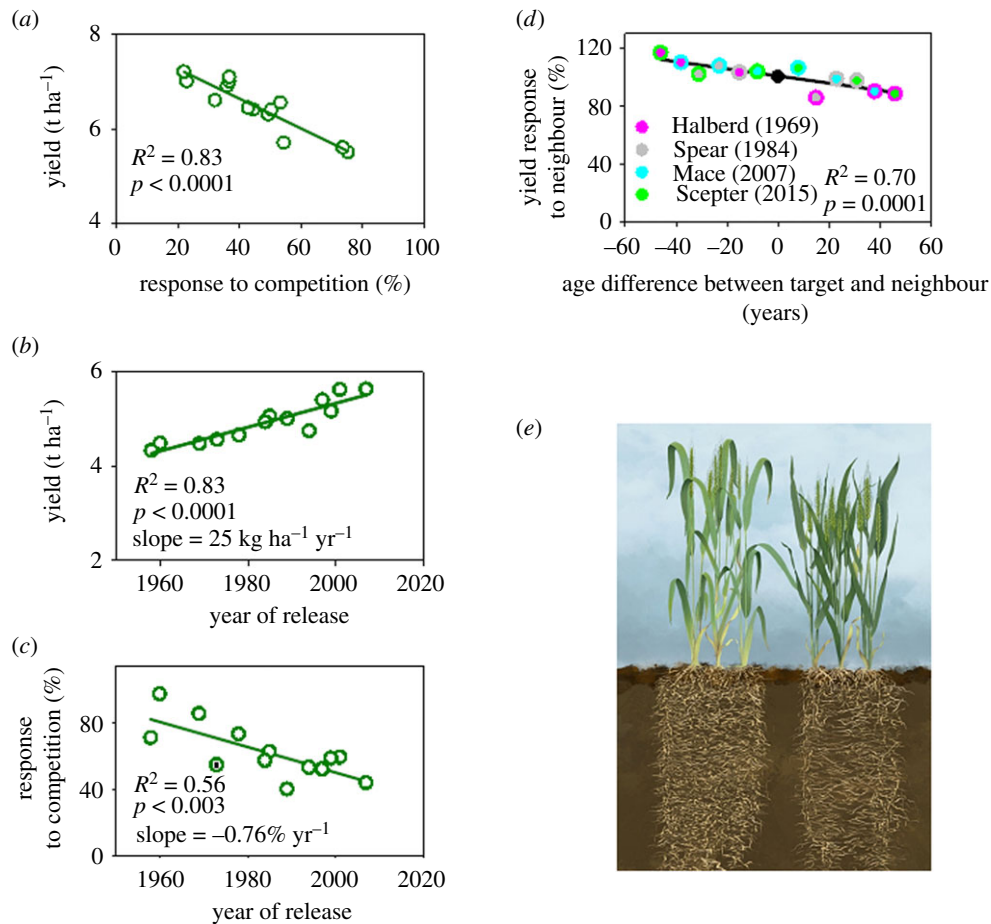 (a)
8
6
4
yield (t ha⁻¹)
R² = 0.83
p < 0.0001
0 20 40 60 80 100
response to competition (%)
(b)
6
4
2
yield (t ha⁻¹)
R² = 0.83
p < 0.0001
slope = 25 kg ha⁻¹ yr⁻¹
1960 1980 2000 2020
year of release
(c)
80
40
0
response
to competition (%)
R² = 0.56
p < 0.003
slope = –0.76% yr⁻¹
1960 1980 2000 2020
year of release
(d)
120
80
40
0
yield response
to neighbour (%)
Halberd (1969)
Spear (1984)
Mace (2007)
Scepter (2015)
R² = 0.70
p = 0.0001
–60 –40 –20 0 20 40 60
age difference between target and neighbour
(years)
(e)